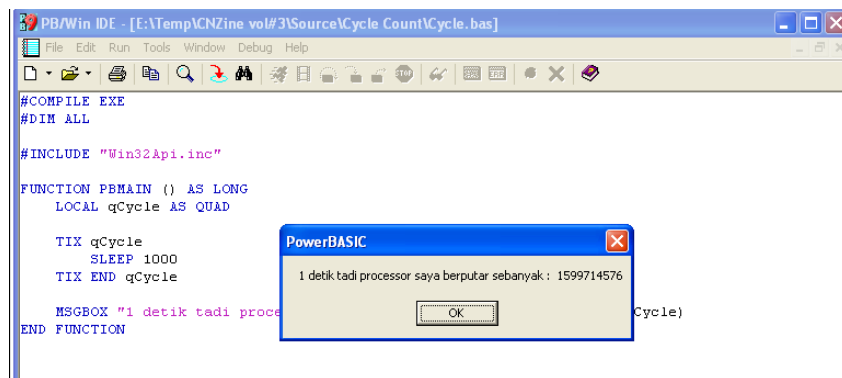 PB/Win IDE - [E:\Temp\CNZine vol#3\Source\Cycle Count\Cycle.bas]
File Edit Run Tools Window Debug Help
#COMPILE EXE
#DIM ALL
#INCLUDE "Win32Api.inc"
FUNCTION PBMAIN () AS LONG
LOCAL qCycle AS QUAD
TIX qCycle
SLEEP 1000
TIX END qCycle
MSGBOX "1 detik tadi proce
Cycle)
END FUNCTION
PowerBASIC
1 detik tadi processor saya berputar sebanyak : 1599714576
OK